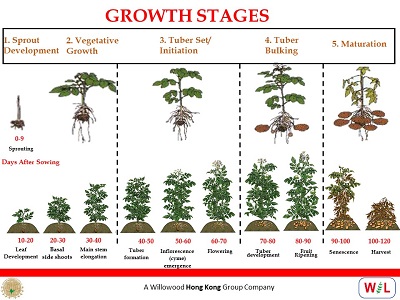 GROWTH STAGES
1. Sprout
Development
2. Vegetative
Growth
3. Tuber Set/
Initiation
4. Tuber
Bulking
5. Maturation
0-9
Sprouting
Days After Sowing
10-20
Leaf
Development
20-30
Basal
side shoots
30-40
Main stem
elongation
40-50
Tuber
formation
50-60
Inflorescence
(cyme)
emergence
60-70
Flowering
70-80
Tuber
development
80-90
Fruit
Ripening
90-100
Senescence
100-120
Harvest
A Willowood Hong Kong Group Company